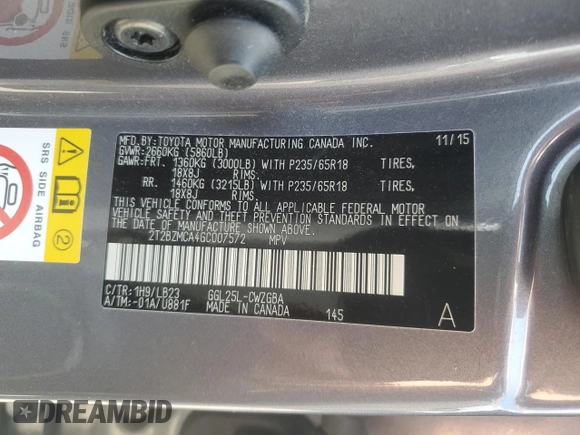 MFD.BY:TOYOTA MOTOR MANUFACTURING CANADA INC. 11/15
GVWR:2660KG (5860LB)
GAWR:FRT. 1360KG (3000LB) WITH P235/65R18 TIRES,
18X8J RIMS.
RR. 1460KG (3215LB) WITH P235/65R18 TIRES,
18X8J RIMS.
THIS VEHICLE CONFORMS TO ALL APPLICABLE FEDERAL MOTOR
VEHICLE SAFETY AND THEFT PREVENTION STANDARDS IN EFFECT ON
THE DATE OF MANUFACTURE SHOWN ABOVE.
2T2BZMCA4GC007572 MPV
C/TR:1H9/LB23 GGL25L-CWZGBA
A/TM:-01A/U881F MADE IN CANADA 145
A
SRS SIDE AIRBAG
2
DREAMBID